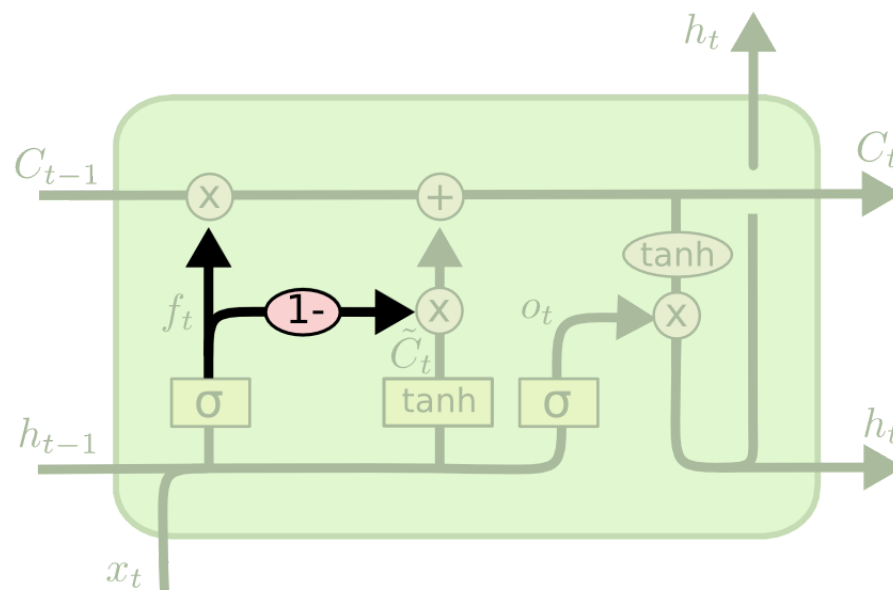 h_t
C_{t-1}
C_t
x
+
tanh
f_t
1-
x
o_t
x
C̃_t
σ
tanh
σ
h_{t-1}
h_t
x_t